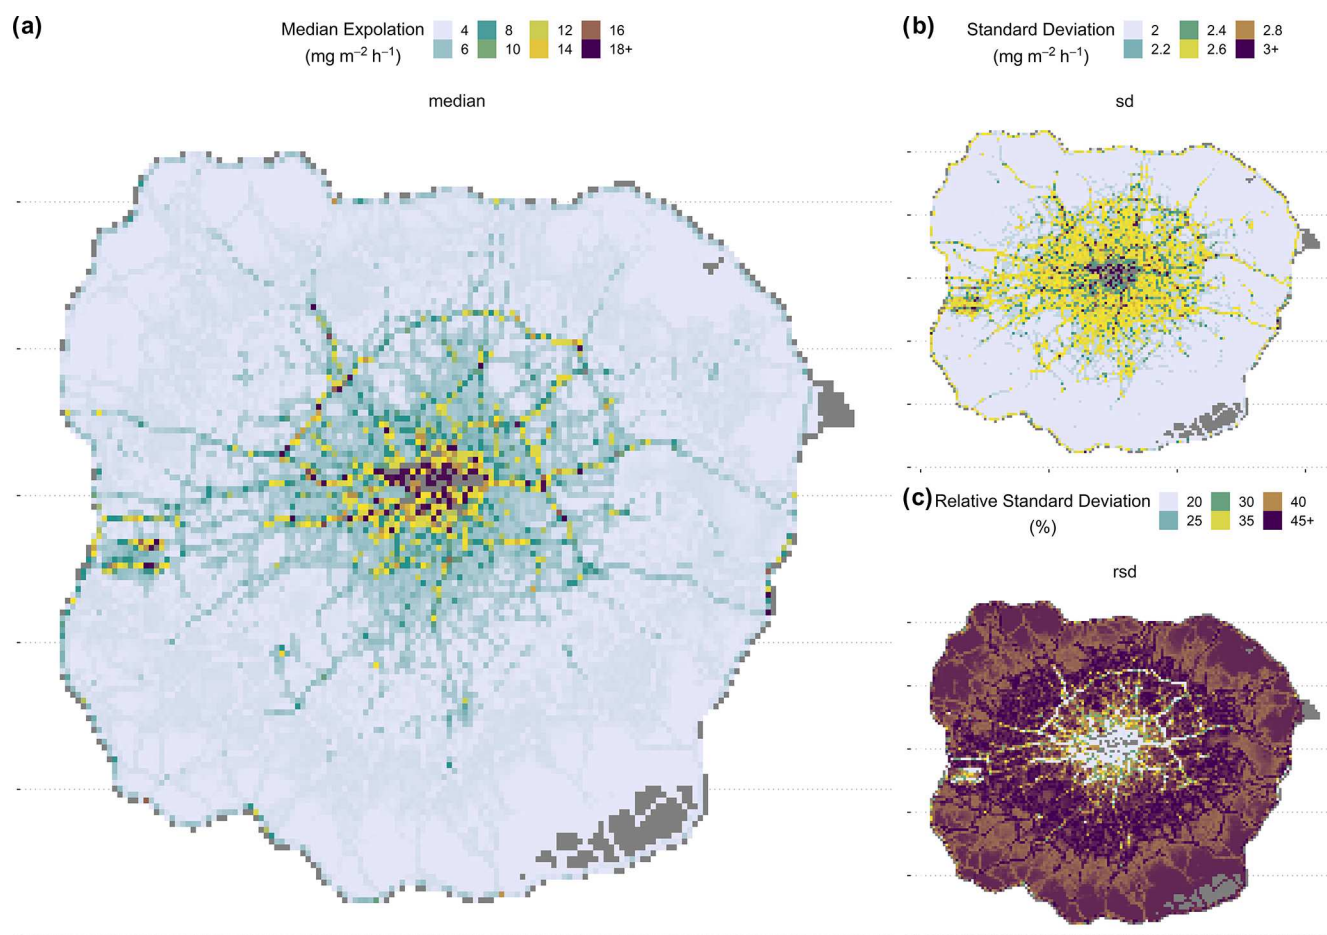 (a)
Median Expolation
(mg m−2 h−1)
4 8 12 16
6 10 14 18+
median
(b)
Standard Deviation
(mg m−2 h−1)
2 2.4 2.8
2.2 2.6 3+
sd
(c) Relative Standard Deviation
(%)
20 30 40
25 35 45+
rsd